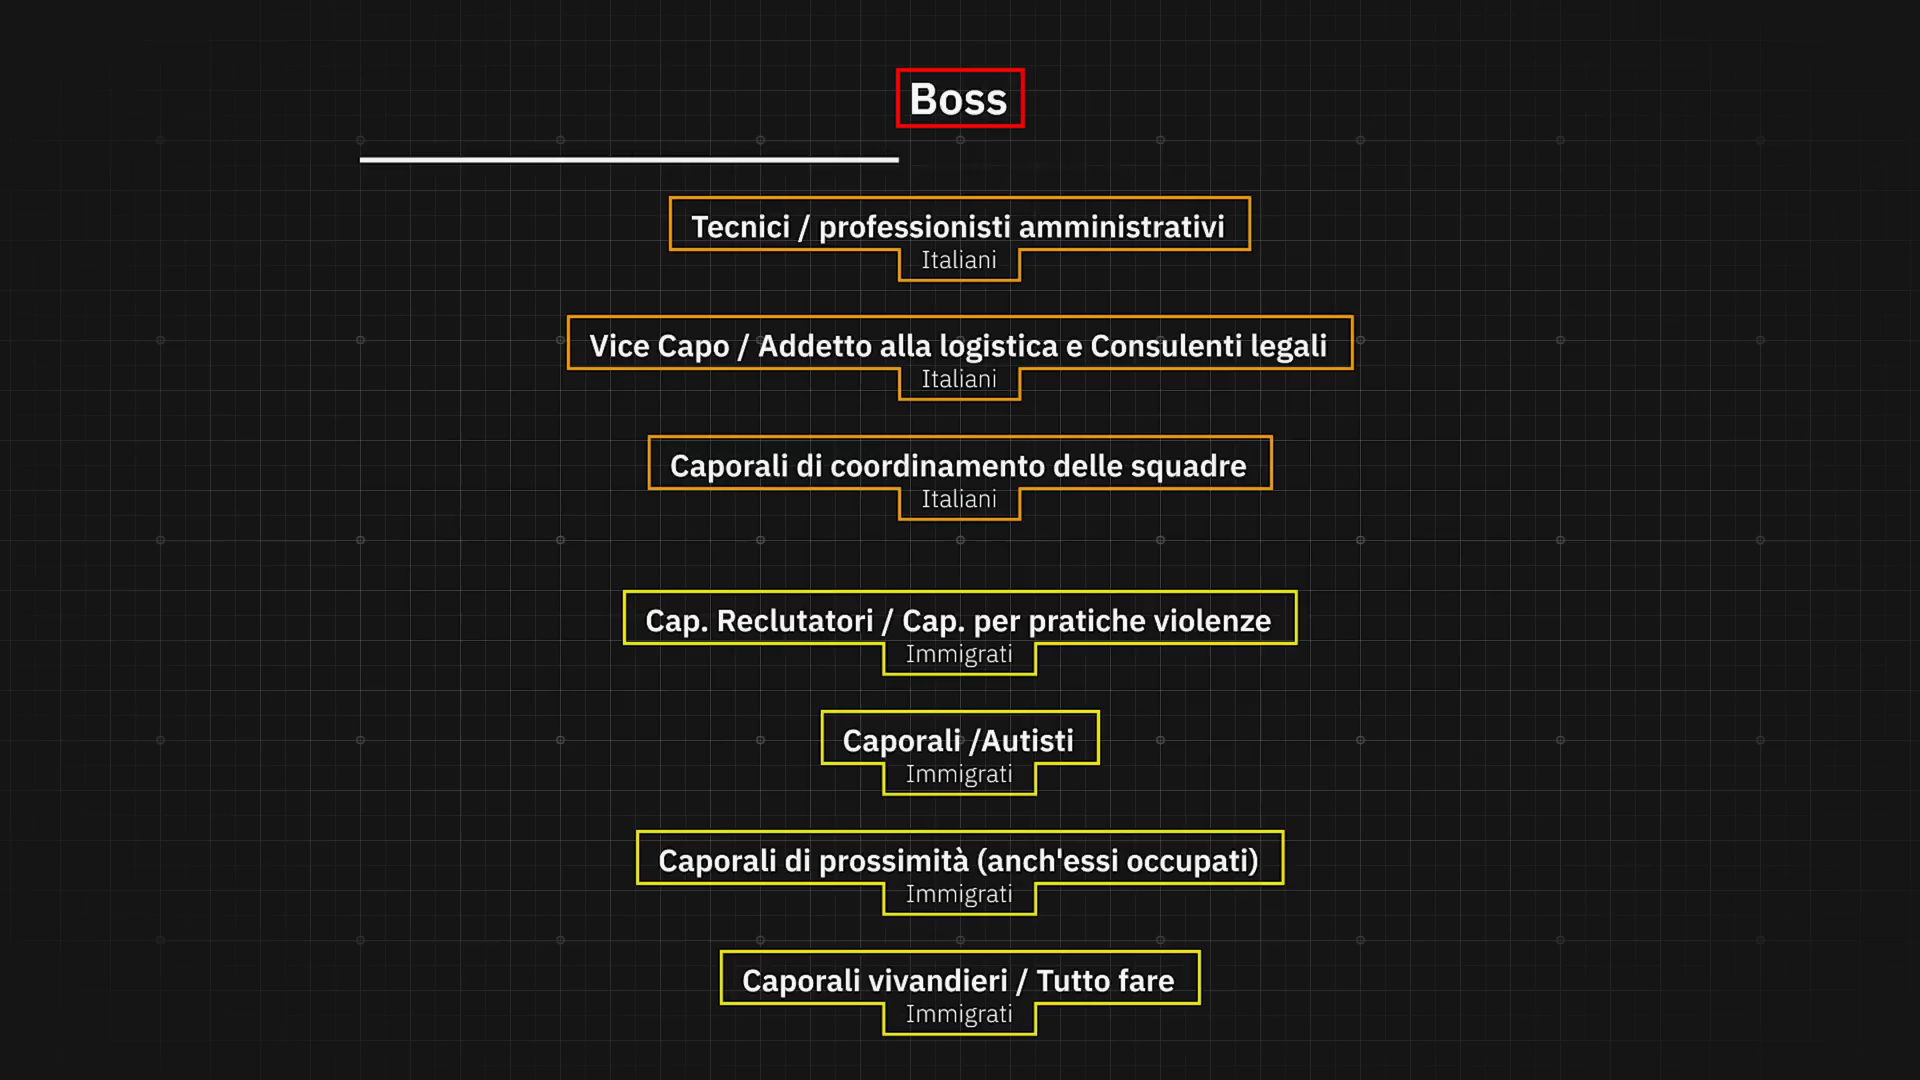 Boss
Tecnici / professionisti amministrativi
Italiani
Vice Capo / Addetto alla logistica e Consulenti legali
Italiani
Caporali di coordinamento delle squadre
Italiani
Cap. Reclutatori / Cap. per pratiche violenze
Immigrati
Caporali /Autisti
Immigrati
Caporali di prossimità (anch'essi occupati)
Immigrati
Caporali vivandieri / Tutto fare
Immigrati